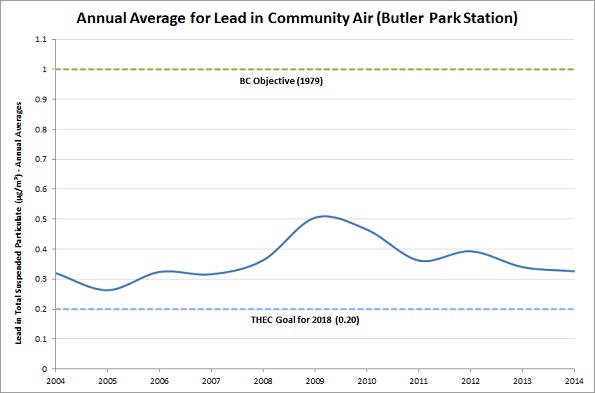 Annual Average for Lead in Community Air (Butler Park Station)
Lead in Total Suspended Particulate (µg/m³) - Annual Averages
1.1
1
0.9
0.8
0.7
0.6
0.5
0.4
0.3
0.2
0.1
0
BC Objective (1979)
THEC Goal for 2018 (0.20)
2004 2005 2006 2007 2008 2009 2010 2011 2012 2013 2014